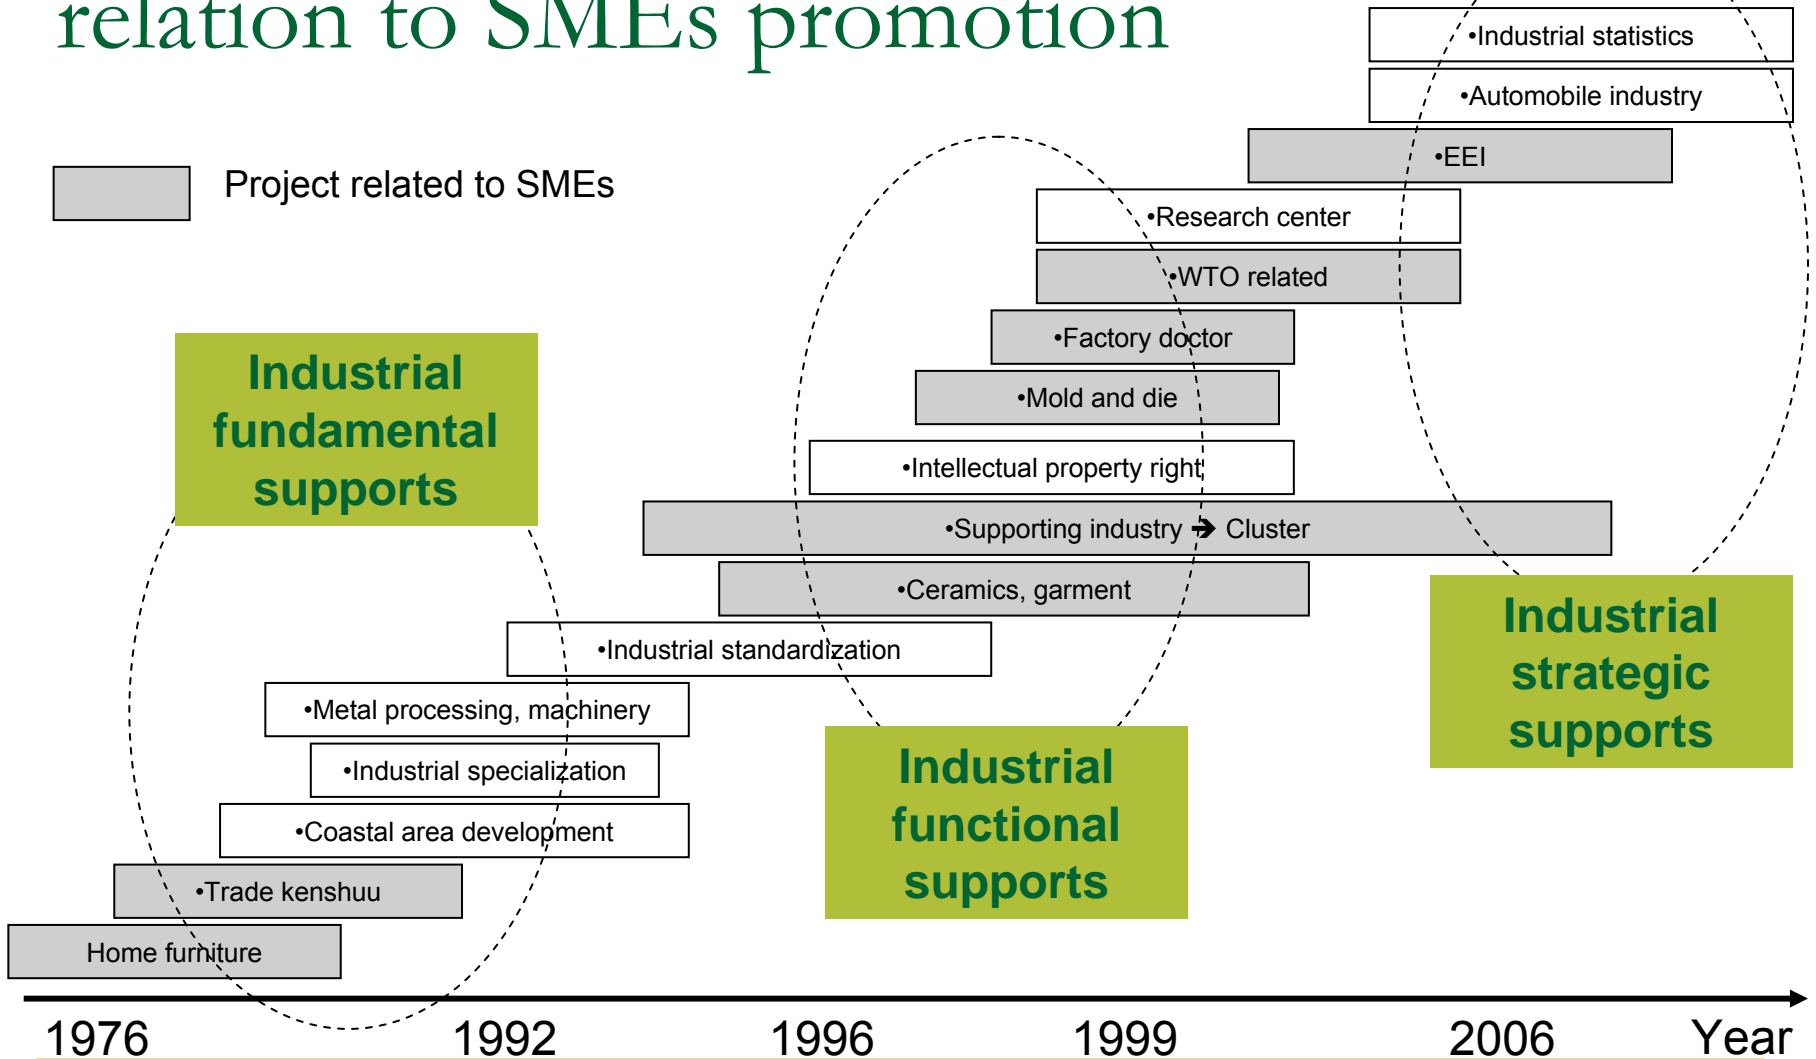 relation to SMEs promotion
•Industrial statistics
•Automobile industry
•EEI
Project related to SMEs
•Research center
•WTO related
•Factory doctor
•Mold and die
Industrial
fundamental
supports
•Intellectual property right
•Supporting industry ➔ Cluster
•Ceramics, garment
Industrial
strategic
supports
•Industrial standardization
•Metal processing, machinery
•Industrial specialization
•Coastal area development
Industrial
functional
supports
•Trade kenshuu
Home furniture
1976 1992 1996 1999 2006 Year